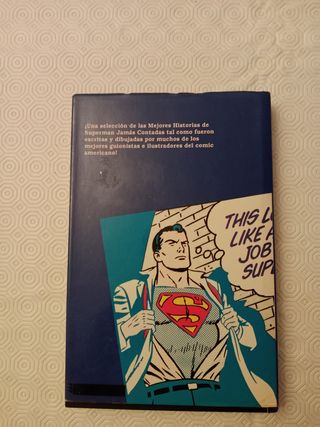 ¡Una selección de las Mejores Historias de
Superman Jamás Contadas tal como fueron
escritas y dibujadas por muchos de los
mejores guionistas e ilustradores del comic
americano!
THIS L
LIKE A
JOB
SUP
S